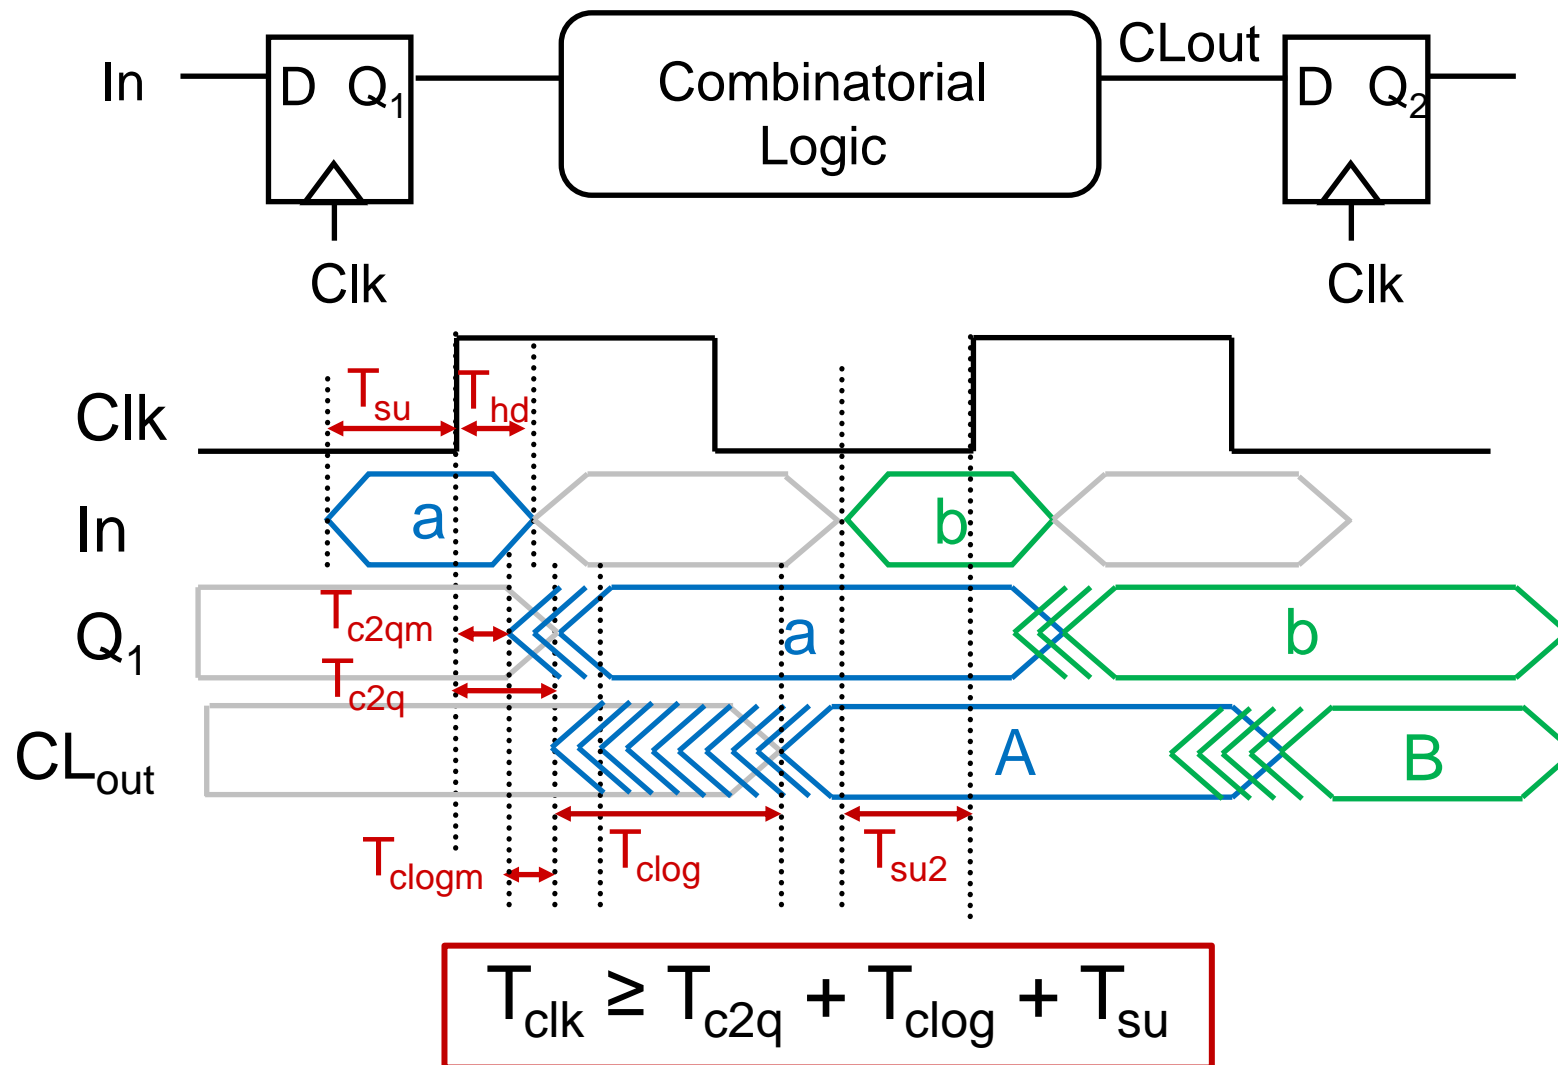 In
D Q1
Combinatorial
Logic
CLout
D Q2
Clk
Clk
Clk
Tsu
Thd
In
a
b
Q1
Tc2qm
a
b
Tc2q
CLout
A
B
Tclogm
Tclog
Tsu2
Tclk ≥ Tc2q + Tclog + Tsu